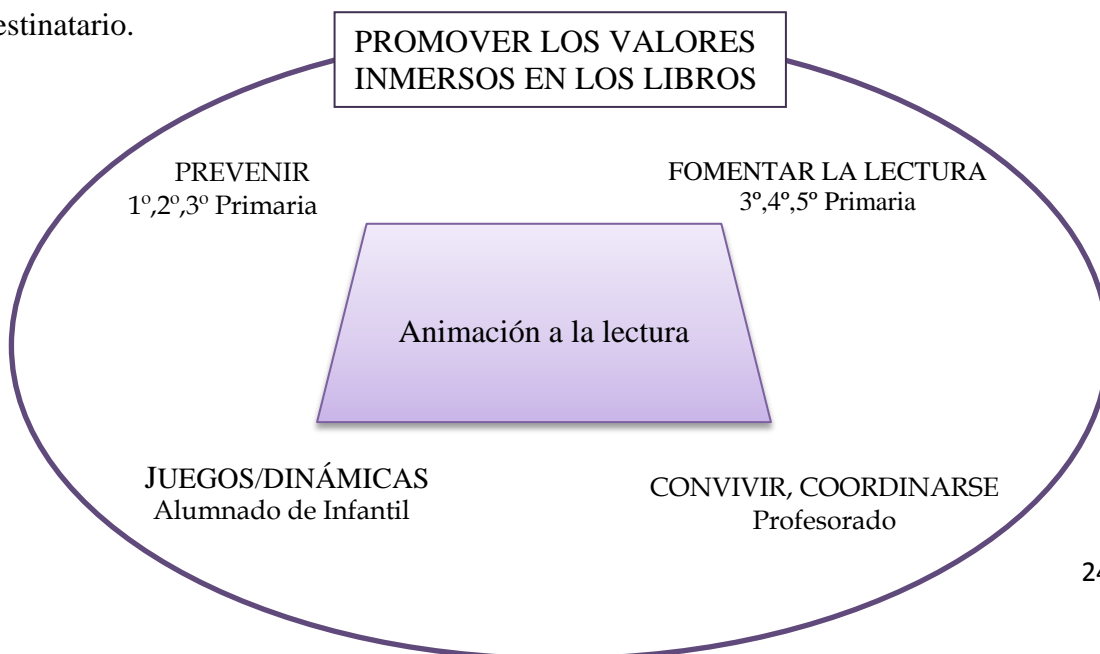 estinatario.
PROMOVER LOS VALORES
INMERSOS EN LOS LIBROS
PREVENIR
1º,2º,3º Primaria
FOMENTAR LA LECTURA
3º,4º,5º Primaria
Animación a la lectura
JUEGOS/DINÁMICAS
Alumnado de Infantil
CONVIVIR, COORDINARSE
Profesorado
24